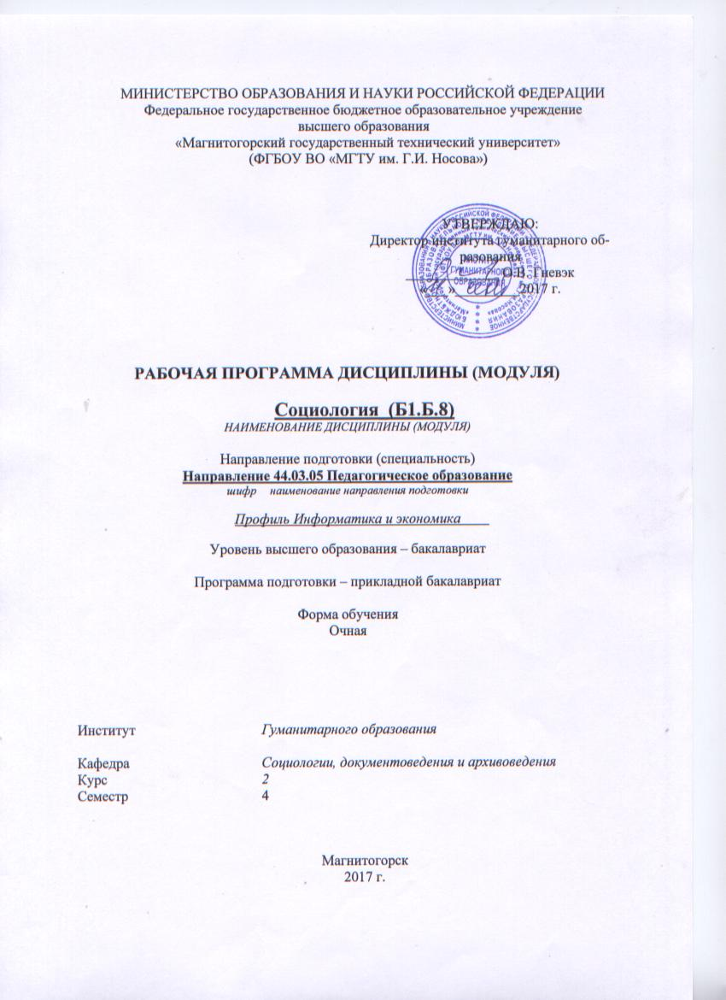 МИНИСТЕРСТВО ОБРАЗОВАНИЯ И НАУКИ РОССИЙСКОЙ ФЕДЕРАЦИИ
Федеральное государственное бюджетное образовательное учреждение
высшего образования
«Магнитогорский государственный технический университет»
(ФГБОУ ВО «МГТУ им. Г.И. Носова»)
УТВЕРЖДАЮ:
Директор института гуманитарного об-
разования
О.В. Гневэк
2017 г.
РАБОЧАЯ ПРОГРАММА ДИСЦИПЛИНЫ (МОДУЛЯ)
Социология (Б1.Б.8)
НАИМЕНОВАНИЕ ДИСЦИПЛИНЫ (МОДУЛЯ)
Направление подготовки (специальность)
Направление 44.03.05 Педагогическое образование
шифр наименование направления подготовки
Профиль Информатика и экономика
Уровень высшего образования – бакалавриат
Программа подготовки – прикладной бакалавриат
Форма обучения
Очная
Институт Гуманитарного образования
Кафедра Социологии, документоведения и архивоведения
Курс 2
Семестр 4
Магнитогорск
2017 г.